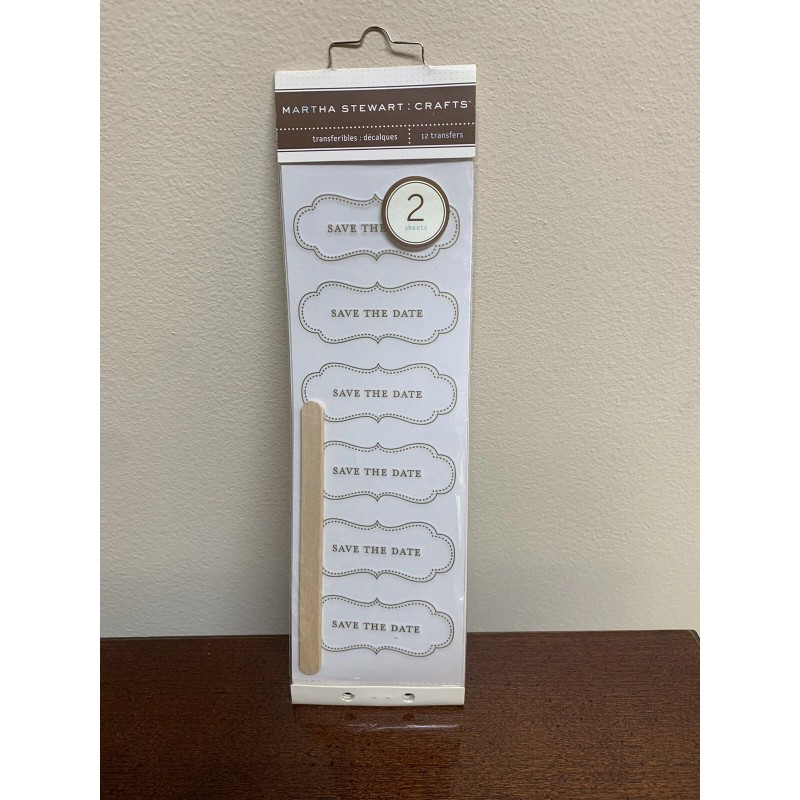 MARTHA STEWART : CRAFTS™
transferibles : décalques
12 transfers
2
sheets
SAVE THE
SAVE THE DATE
SAVE THE DATE
SAVE THE DATE
SAVE THE DATE
SAVE THE DATE